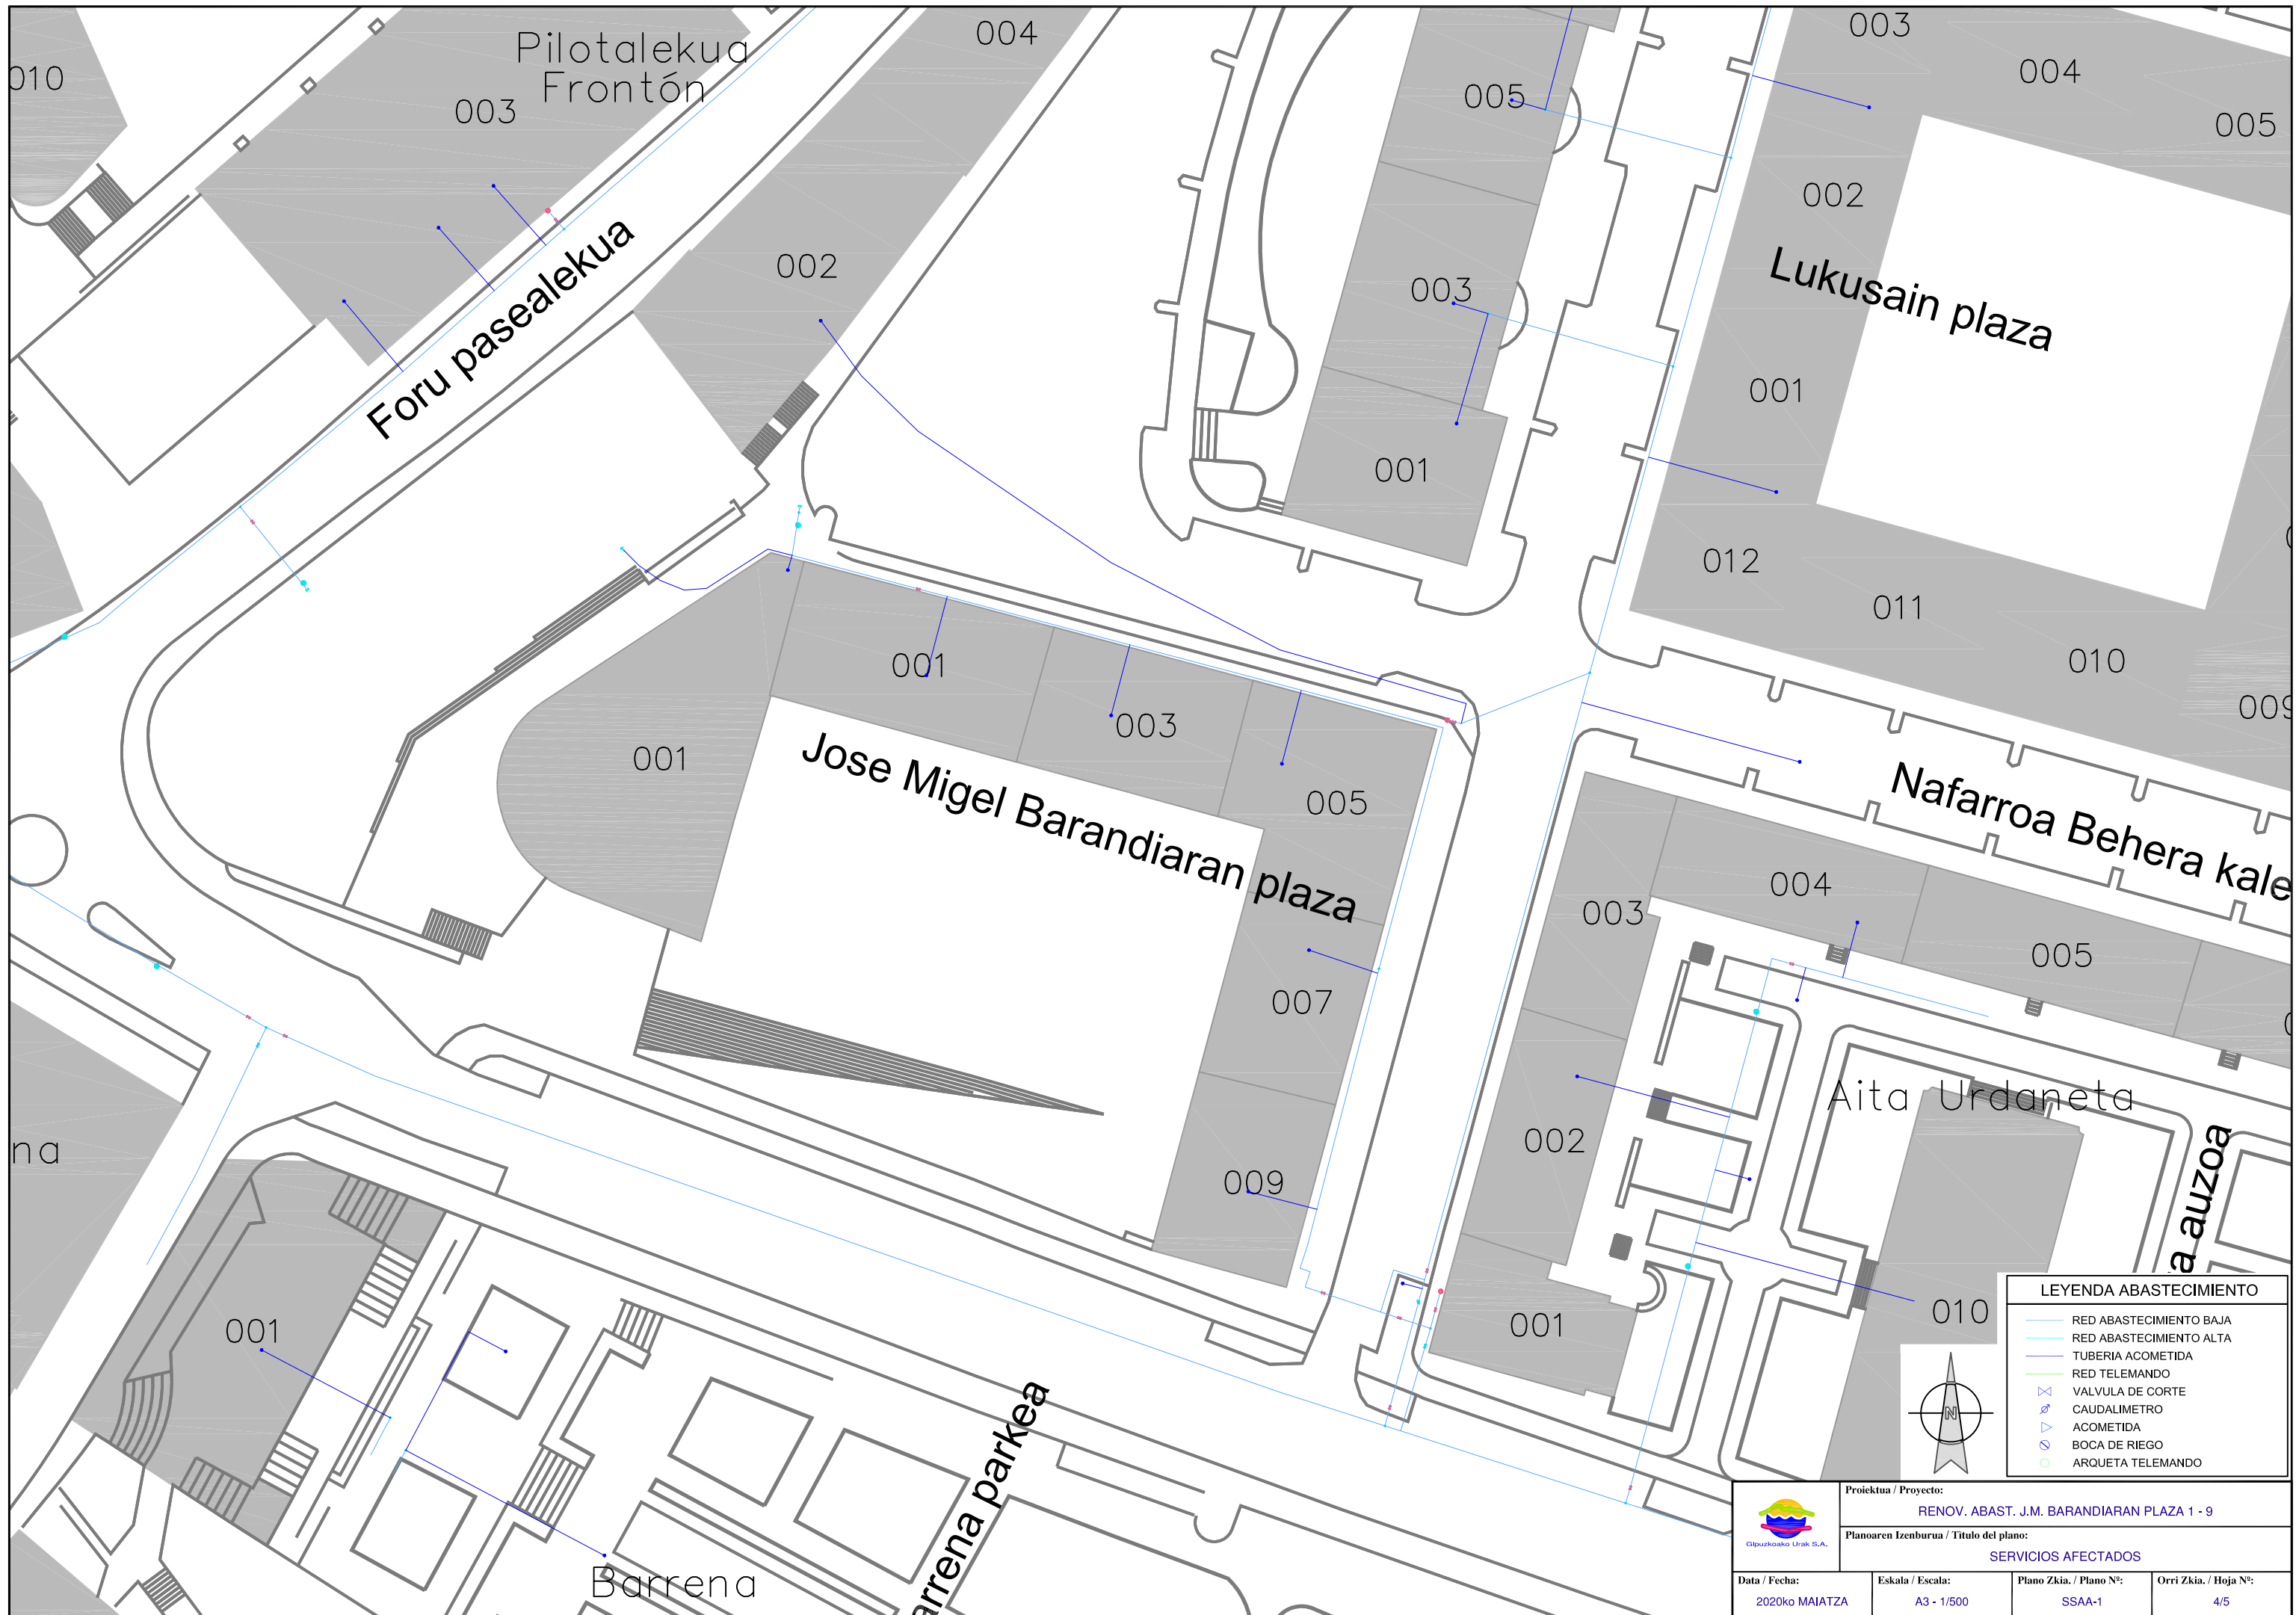 010
Pilotalekua
Frontón
003
004
002
Foru pasealekua
005
003
001
003
004
005
002
001
Lukusain plaza
012
011
010
009
001
001
003
005
007
009
Jose Migel Barandiaran plaza
Nafarroa Behera kale
003
004
005
002
001
Aita Urdaneta
010
a auzoa
na
001
Barrena
arrena parkea
LEYENDA ABASTECIMIENTO
RED ABASTECIMIENTO BAJA
RED ABASTECIMIENTO ALTA
TUBERIA ACOMETIDA
RED TELEMANDO
VALVULA DE CORTE
CAUDALIMETRO
ACOMETIDA
BOCA DE RIEGO
ARQUETA TELEMANDO
N
Gipuzkoako Urak S.A.
Proiektua / Proyecto:
RENOV. ABAST. J.M. BARANDIARAN PLAZA 1 - 9
Planoaren Izenburua / Titulo del plano:
SERVICIOS AFECTADOS
Data / Fecha:
2020ko MAIATZA
Eskala / Escala:
A3 - 1/500
Plano Zkia. / Plano Nº:
SSAA-1
Orri Zkia. / Hoja Nº:
4/5